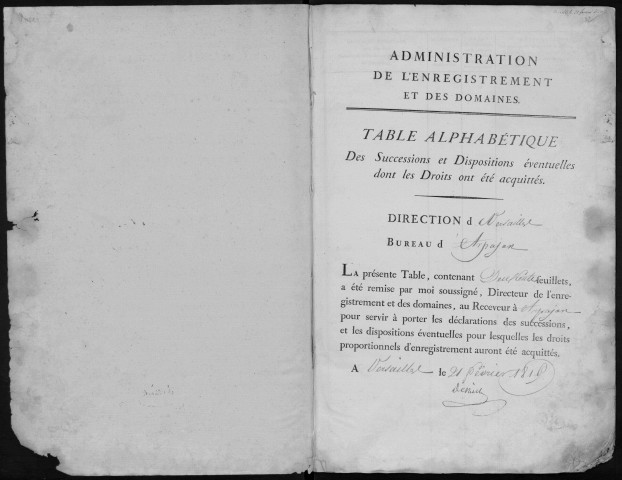 ADMINISTRATION
DE L'ENREGISTREMENT
ET DES DOMAINES.
TABLE ALPHABÉTIQUE
Des Successions et Dispositions éventuelles
dont les Droits ont été acquittés.
DIRECTION d Versailles
BUREAU d Arpajon
LA présente Table, contenant feuillets,
a été remise par moi soussigné, Directeur de l'enre-
gistrement et des domaines, au Receveur à Arpajon
pour servir à porter les déclarations des successions,
et les dispositions éventuelles pour lesquelles les droits
proportionnels d'enregistrement auront été acquittés.
A Versailles le 21 février